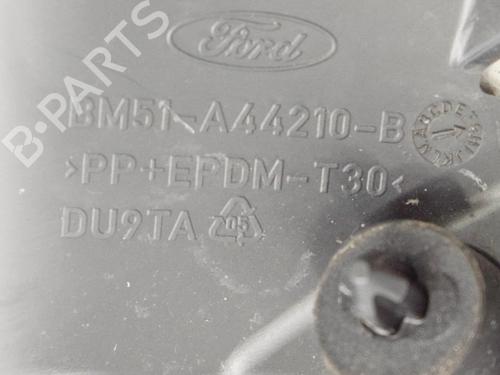 B-PARTS
Ford
BM51-A44210-B
>PP+EPDM-T30<
DU9TA 05